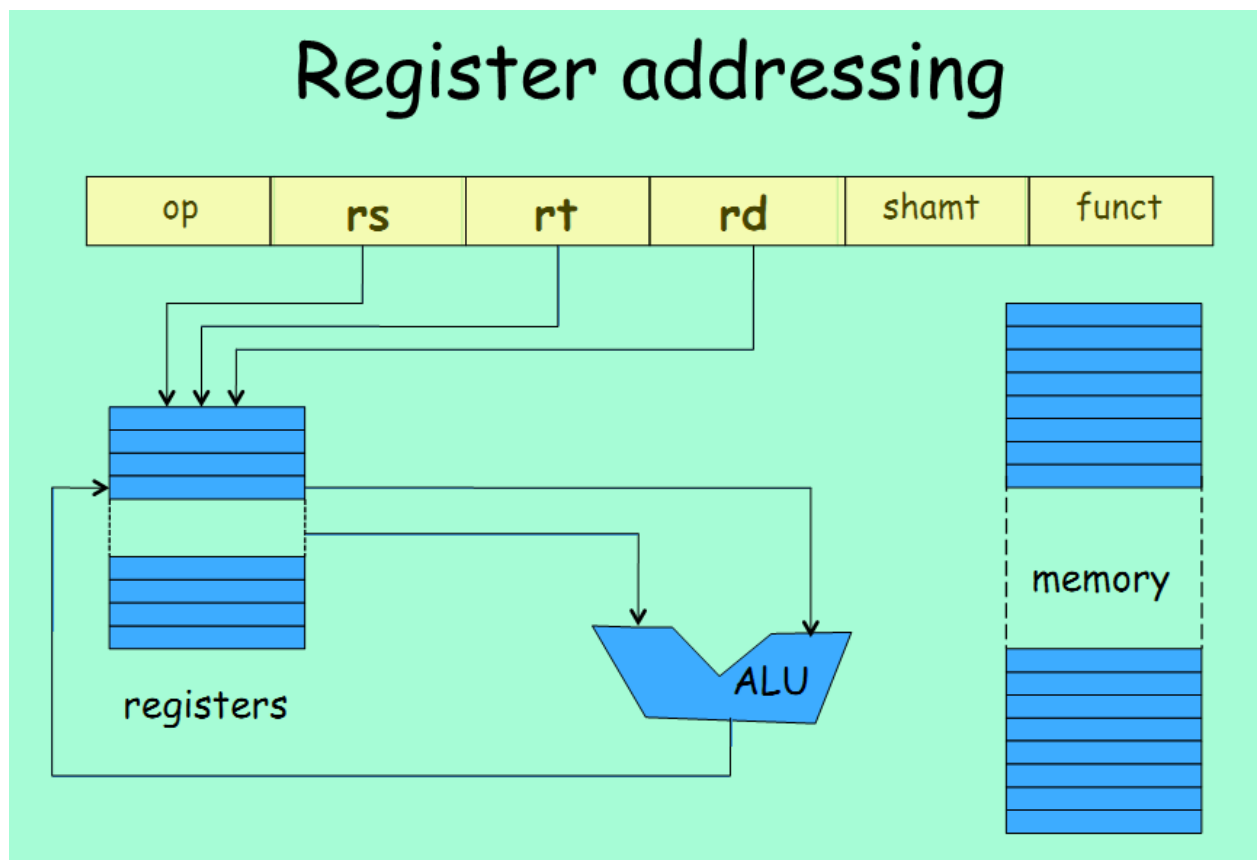 Register addressing
op rs rt rd shamt funct
memory
ALU
registers